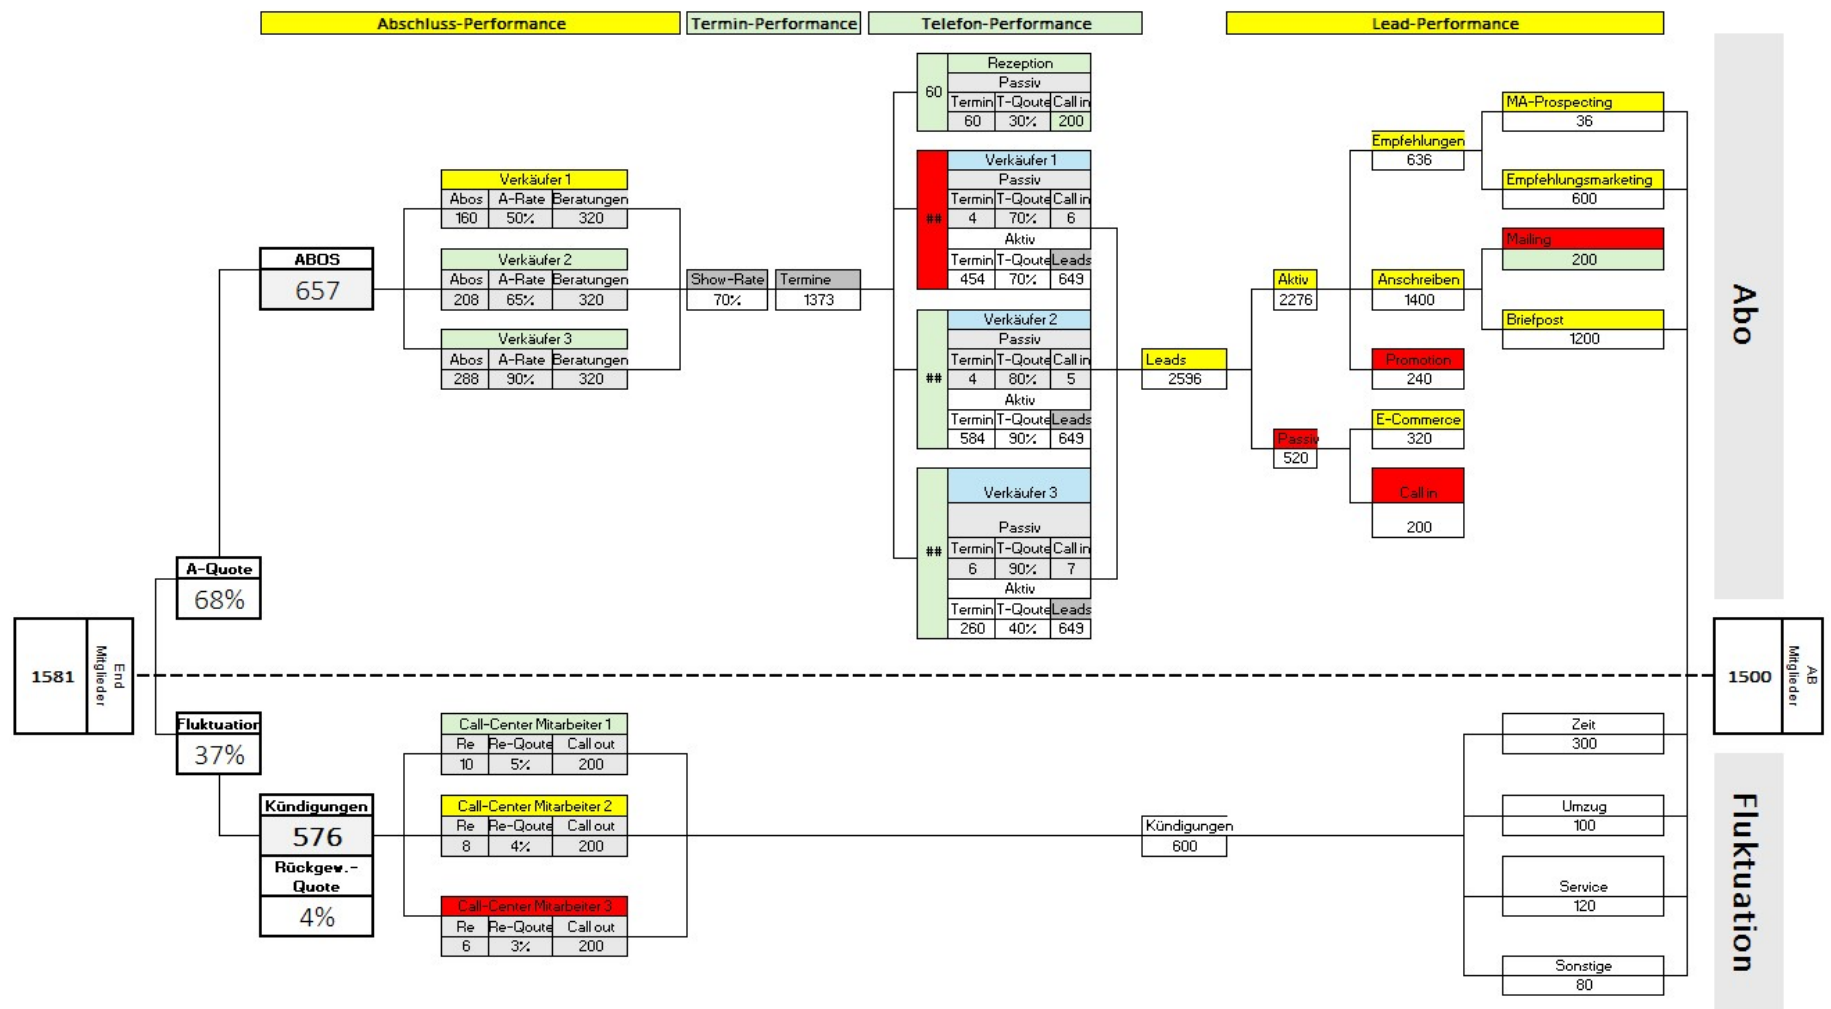 Abschluss-Performance
Termin-Performance
Telefon-Performance
Lead-Performance
Rezeption
Passiv
60
Termin T-Qoute Call in
60 30% 200
Verkäufer 1
Passiv
Termin T-Qoute Call in
4 70% 6
##
Aktiv
Termin T-Qoute Leads
454 70% 649
Verkäufer 2
Passiv
Termin T-Qoute Call in
4 80% 5
##
Aktiv
Termin T-Qoute Leads
584 90% 649
Verkäufer 3
Passiv
Termin T-Qoute Call in
6 90% 7
##
Aktiv
Termin T-Qoute Leads
260 40% 649
Verkäufer 1
Abos A-Rate Beratungen
160 50% 320
Verkäufer 2
Abos A-Rate Beratungen
208 65% 320
Verkäufer 3
Abos A-Rate Beratungen
288 90% 320
ABOS
657
Show-Rate
70%
Termine
1373
Leads
2596
Aktiv
2276
Passiv
520
Empfehlungen
636
Anschreiben
1400
Promotion
240
E-Commerce
320
Call in
200
MA-Prospecting
36
Empfehlungsmarketing
600
Mailing
200
Briefpost
1200
Abo
A-Quote
68%
1581
End
Mitglieder
1500
AB
Mitglieder
Fluktuation
37%
Kündigungen
576
Rückgew.-
Quote
4%
Call-Center Mitarbeiter 1
Re Re-Qoute Call out
10 5% 200
Call-Center Mitarbeiter 2
Re Re-Qoute Call out
8 4% 200
Call-Center Mitarbeiter 3
Re Re-Qoute Call out
6 3% 200
Kündigungen
600
Zeit
300
Umzug
100
Service
120
Sonstige
80
Fluktuation